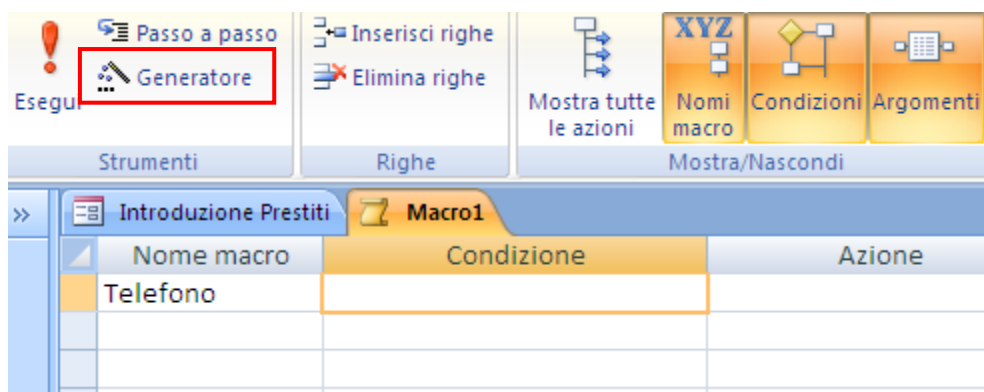 Esegui
Passo a passo
Generatore
Strumenti
Inserisci righe
Elimina righe
Righe
Mostra tutte
le azioni
XYZ
Nomi
macro
Condizioni
Argomenti
Mostra/Nascondi
»
Introduzione Prestiti
Macro1
Nome macro Condizione Azione
Telefono